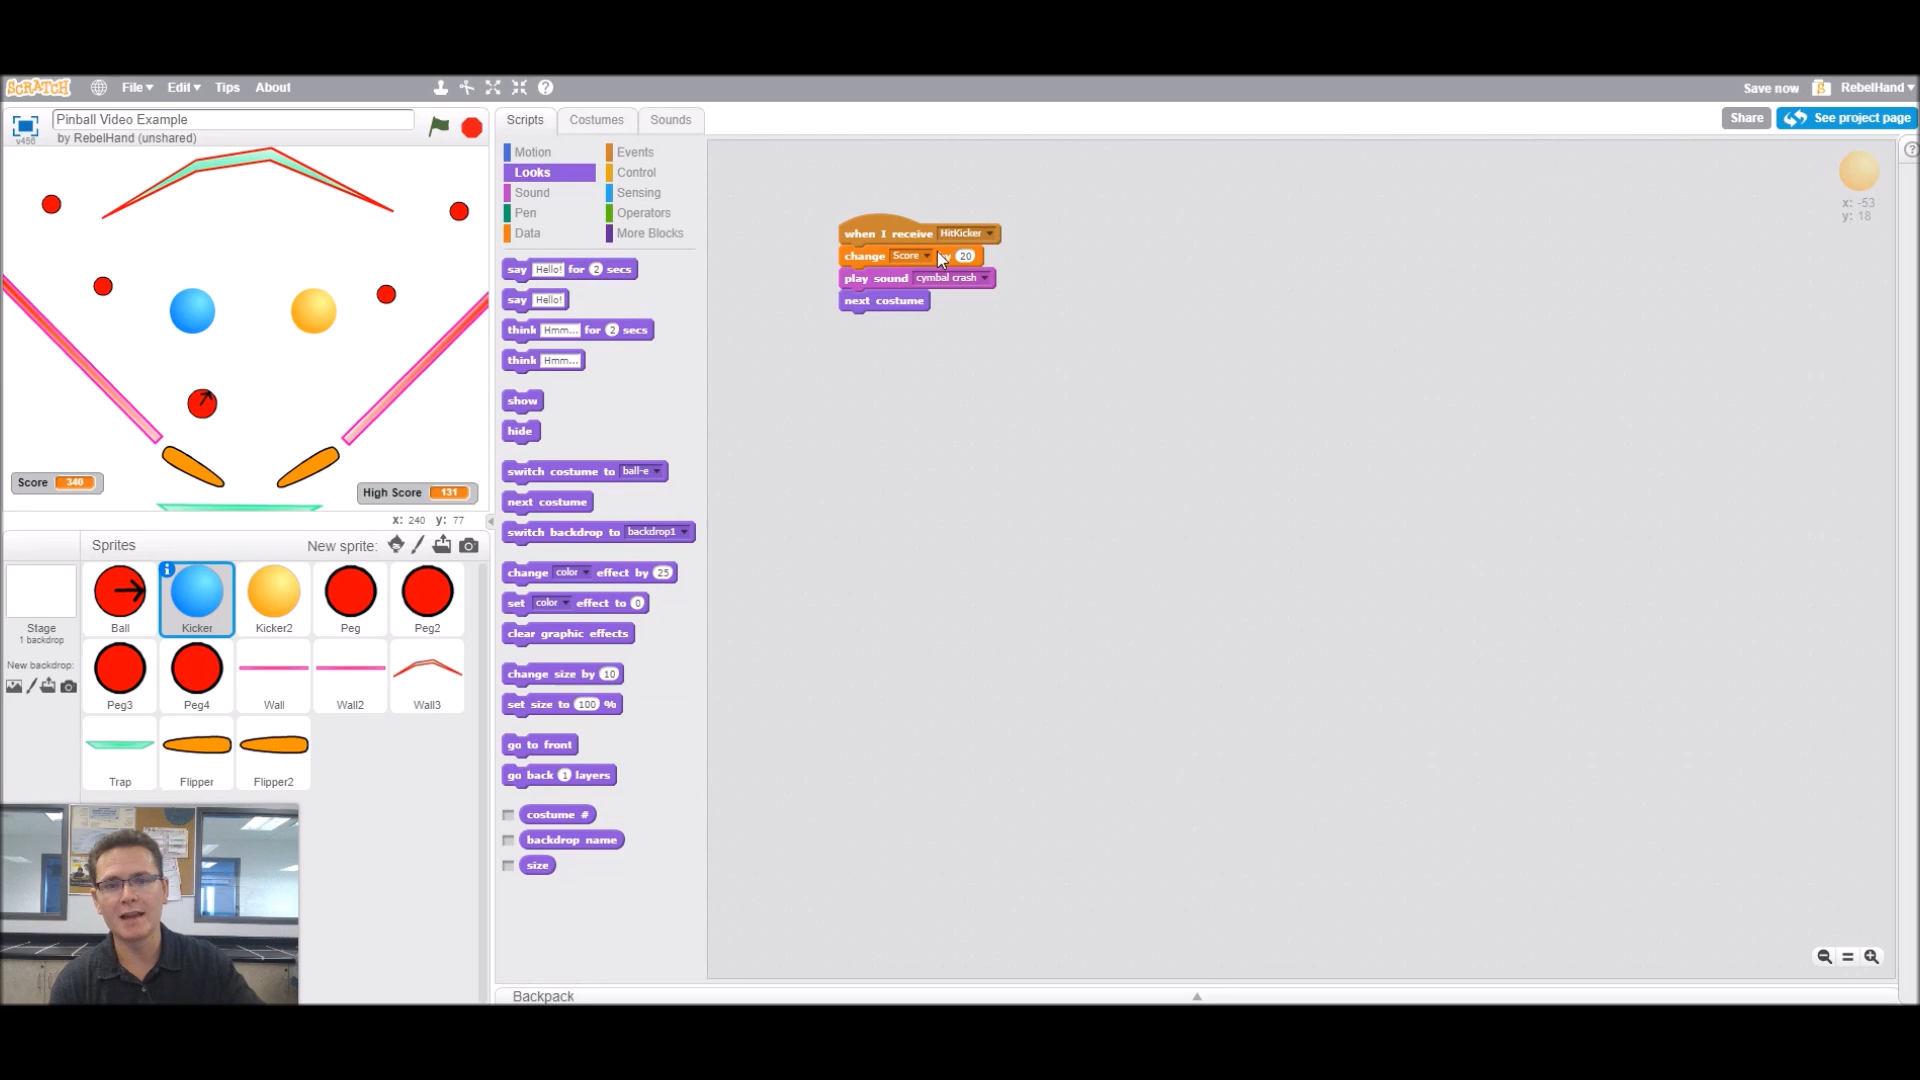 SCRATCH File Edit Tips About Save now RebelHand
Pinball Video Example
by RebelHand (unshared)
v456
Scripts Costumes Sounds
Share See project page
Motion Events
Looks Control
Sound Sensing
Pen Operators
Data More Blocks
say Hello! for 2 secs
say Hello!
think Hmm... for 2 secs
think Hmm...
show
hide
switch costume to ball-e
next costume
switch backdrop to backdrop1
change color effect by 25
set color effect to 0
clear graphic effects
change size by 10
set size to 100 %
go to front
go back 1 layers
costume #
backdrop name
size
when I receive HitKicker
change Score by 20
play sound cymbal crash
next costume
x: -53
y: 18
Score 340
High Score 131
x: 240 y: 77
Sprites New sprite:
Stage
1 backdrop
New backdrop:
Ball Kicker Kicker2 Peg Peg2
Peg3 Peg4 Wall Wall2 Wall3
Trap Flipper Flipper2
Backpack